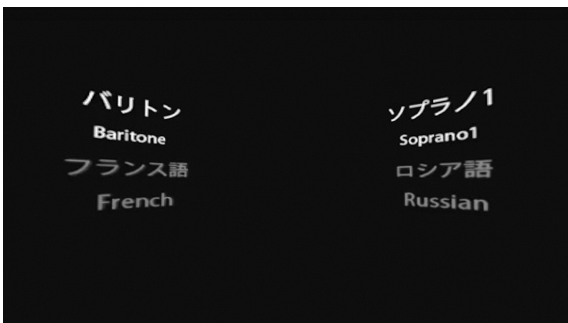 バリトン
Baritone
フランス語
French
ソプラノ1
Soprano1
ロシア語
Russian